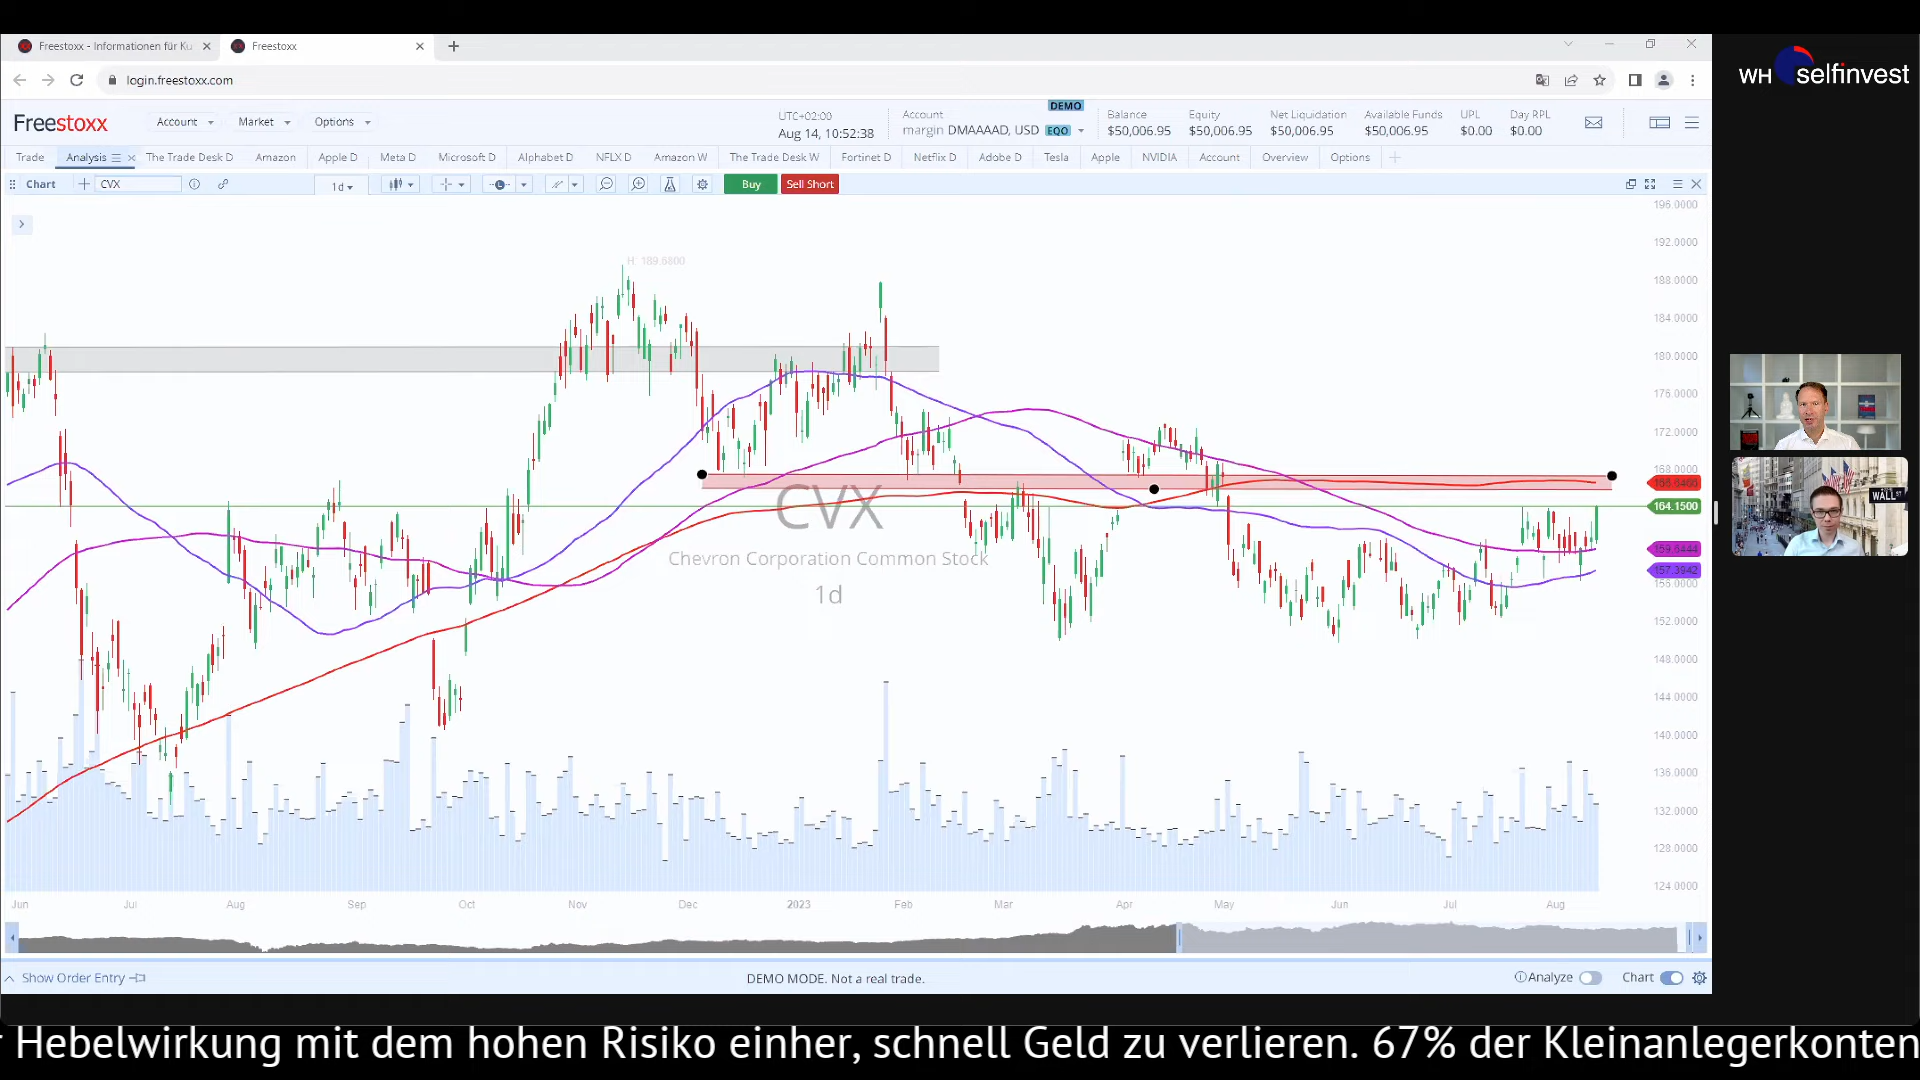 Freestoxx - Informationen für Ku
Freestoxx
login.freestoxx.com
WH selfinvest
Freestoxx
Account
Market
Options
UTC+02:00
Aug 14, 10:52:38
Account
DEMO
margin DMAAAAD, USD EQO
Balance
$50,006.95
Equity
$50,006.95
Net Liquidation
$50,006.95
Available Funds
$50,006.95
UPL
$0.00
Day RPL
$0.00
Trade
Analysis
The Trade Desk D
Amazon
Apple D
Meta D
Microsoft D
Alphabet D
NFLX D
Amazon W
The Trade Desk W
Fortinet D
Netflix D
Adobe D
Tesla
Apple
NVIDIA
Account
Overview
Options
Chart
CVX
1d
Buy
Sell Short
196.0000
192.0000
188.0000
184.0000
180.0000
176.0000
172.0000
168.0000
164.1500
159.6444
157.3942
152.0000
148.0000
144.0000
140.0000
136.0000
132.0000
128.0000
124.0000
H: 189.6800
CVX
Chevron Corporation Common Stock
1d
WALL ST
Jun
Jul
Aug
Sep
Oct
Nov
Dec
2023
Feb
Mar
Apr
May
Jun
Jul
Aug
Show Order Entry
DEMO MODE. Not a real trade.
Analyze
Chart
Hebelwirkung mit dem hohen Risiko einher, schnell Geld zu verlieren. 67% der Kleinanlegerkonten